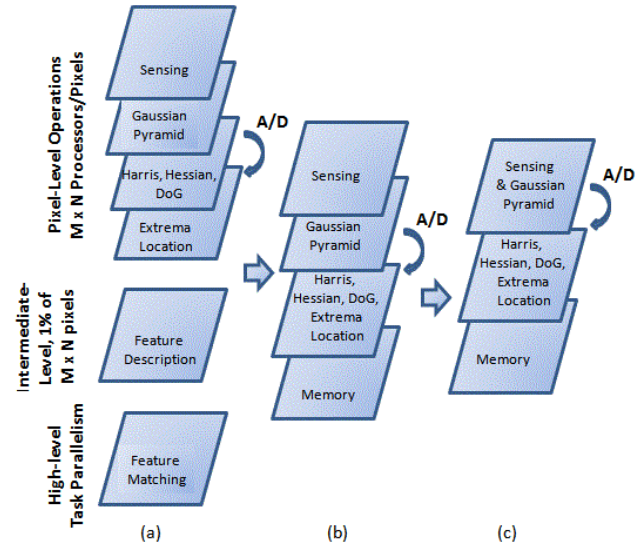 Pixel-Level Operations
M x N Processors/Pixels
Sensing
Gaussian
Pyramid
A/D
Harris, Hessian,
DoG
Extrema
Location
Intermediate-
Level, 1% of
M x N pixels
Feature
Description
High-level
Task Parallelism
Feature
Matching
(a)
Sensing
Gaussian
Pyramid
A/D
Harris,
Hessian, DoG,
Extrema
Location
Memory
(b)
Sensing
& Gaussian
Pyramid
A/D
Harris,
Hessian, DoG,
Extrema
Location
Memory
(c)